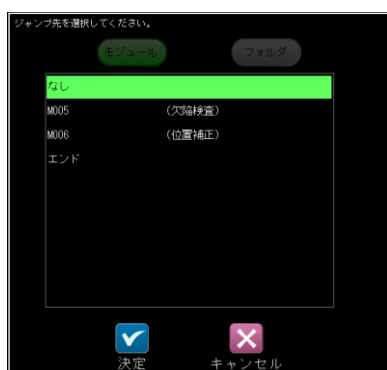 ジャンプ先を選択してください。
モジュール フォルダ
なし
M005 (欠陥検査)
M006 (位置補正)
エンド
決定 キャンセル